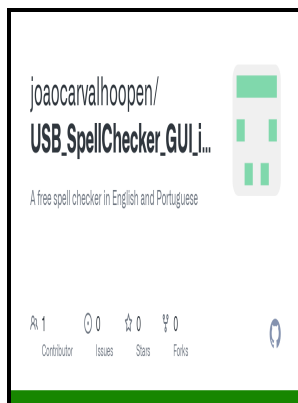 joaocarvalhoopen/
USB_SpellChecker_GUI_i...
A free spell checker in English and Portuguese
1 0 0 0
Contributor Issues Stars Forks